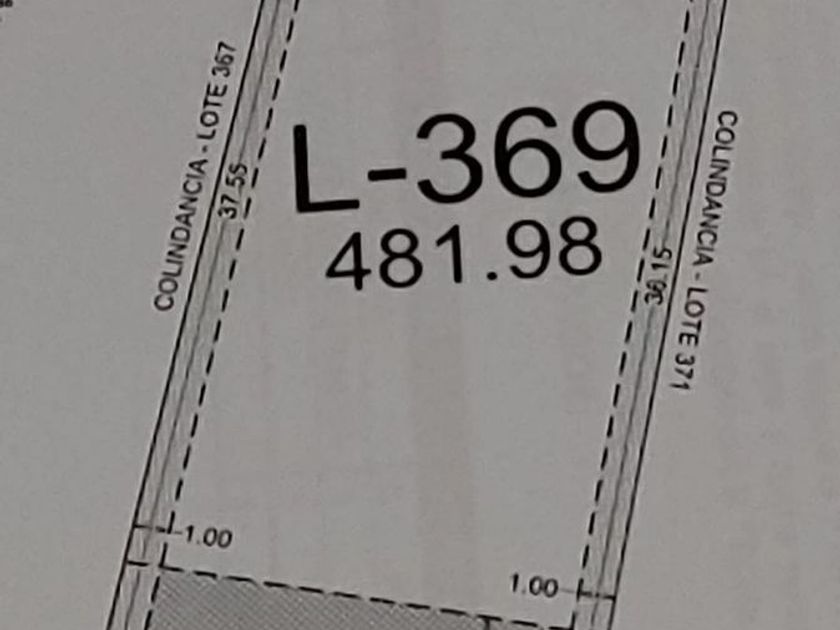 COLINDANCIA - LOTE 367
37.55
L-369
481.98
36.15
COLINDANCIA - LOTE 371
1.00
1.00